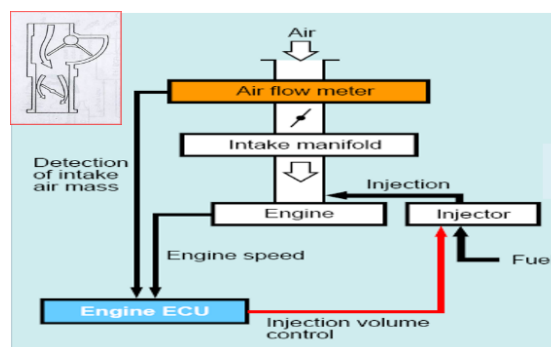 Air
Air flow meter
Intake manifold
Detection
of intake
air mass
Injection
Engine
Injector
Engine speed
Fue
Engine ECU
Injection volume
control